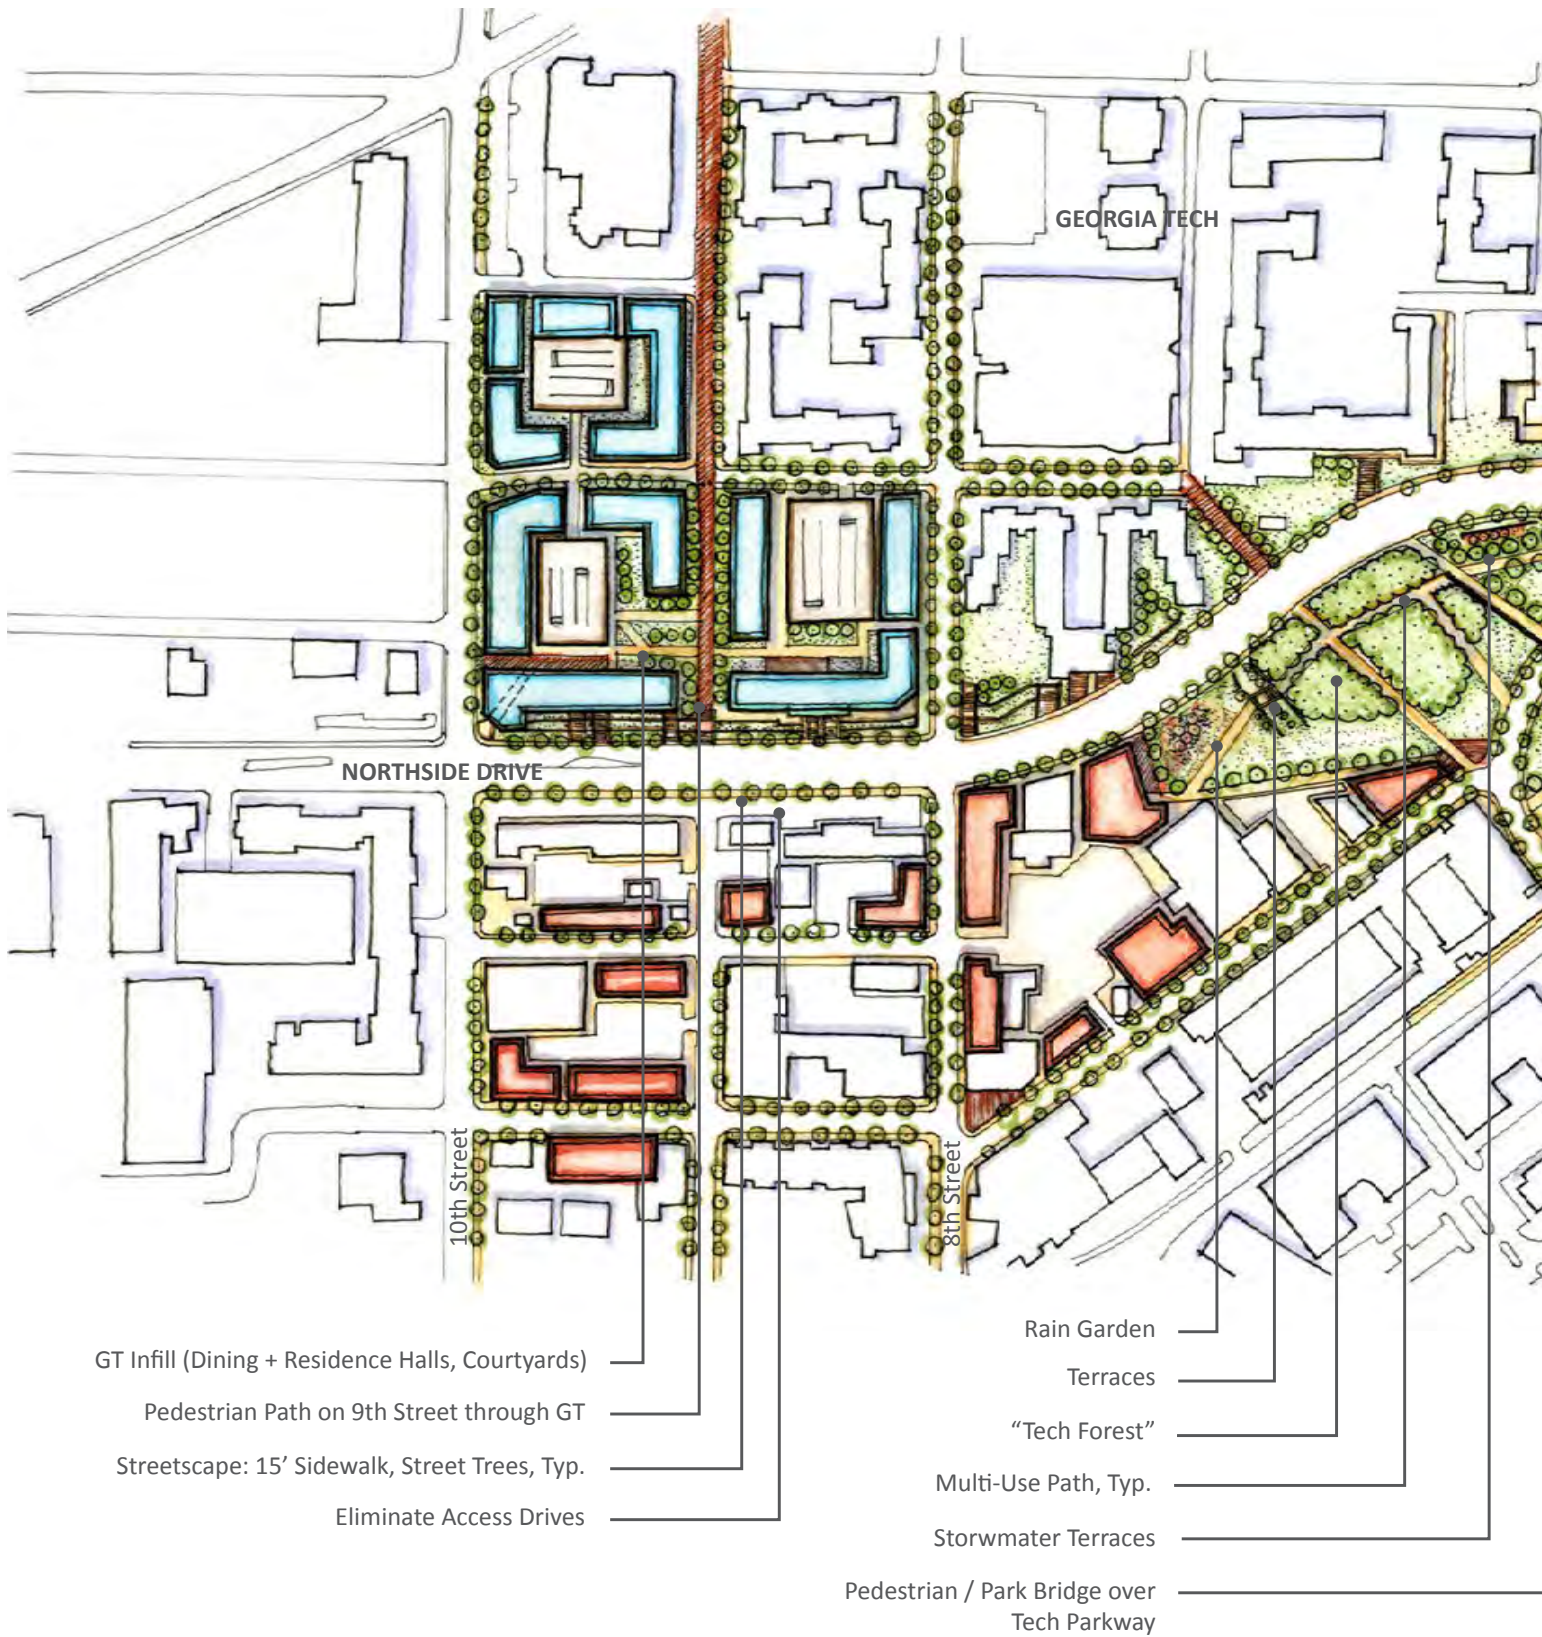 GEORGIA TECH
NORTHSIDE DRIVE
10th Street
8th Street
GT Infill (Dining + Residence Halls, Courtyards)
Pedestrian Path on 9th Street through GT
Streetscape: 15’ Sidewalk, Street Trees, Typ.
Eliminate Access Drives
Rain Garden
Terraces
“Tech Forest”
Multi-Use Path, Typ.
Storwmater Terraces
Pedestrian / Park Bridge over
Tech Parkway